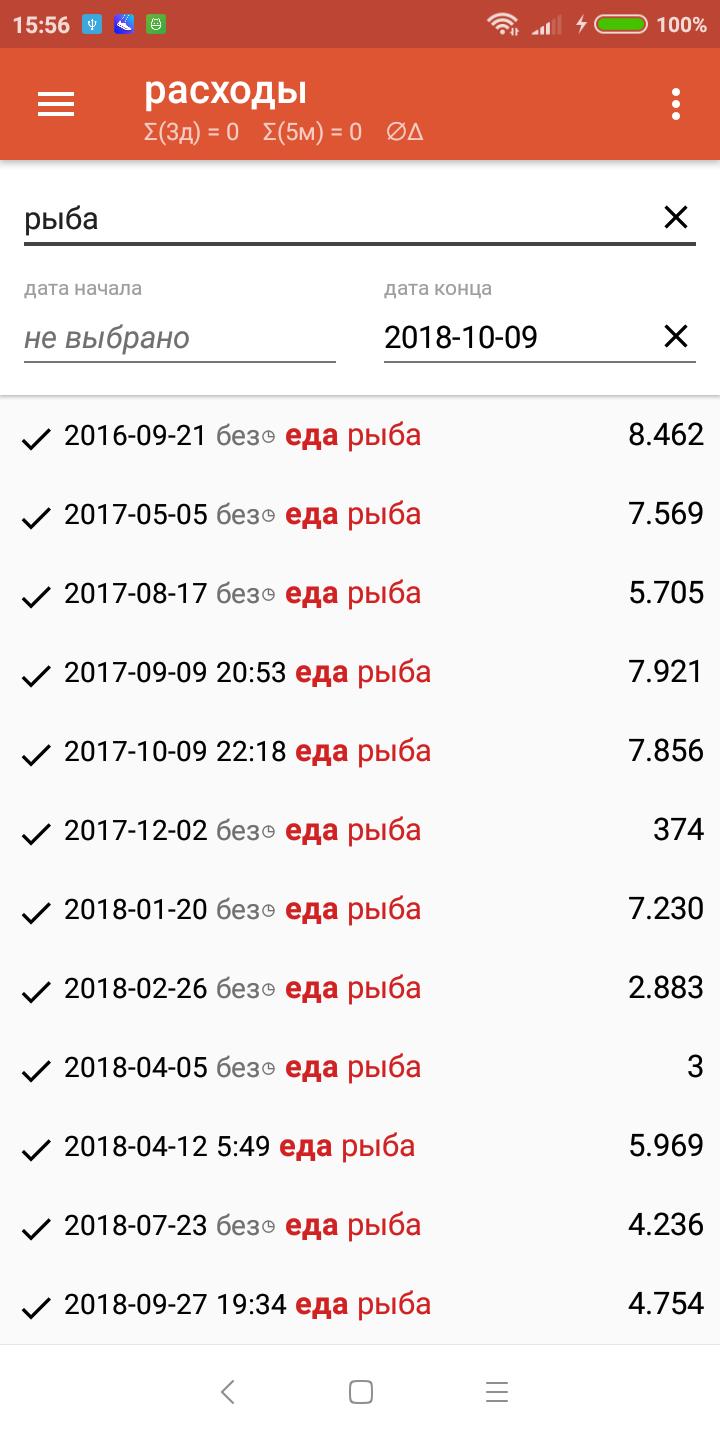 15:56 100%
расходы
Σ(3д) = 0 Σ(5м) = 0 ∅Δ
рыба
дата начала дата конца
не выбрано 2018-10-09
2016-09-21 без еда рыба 8.462
2017-05-05 без еда рыба 7.569
2017-08-17 без еда рыба 5.705
2017-09-09 20:53 еда рыба 7.921
2017-10-09 22:18 еда рыба 7.856
2017-12-02 без еда рыба 374
2018-01-20 без еда рыба 7.230
2018-02-26 без еда рыба 2.883
2018-04-05 без еда рыба 3
2018-04-12 5:49 еда рыба 5.969
2018-07-23 без еда рыба 4.236
2018-09-27 19:34 еда рыба 4.754